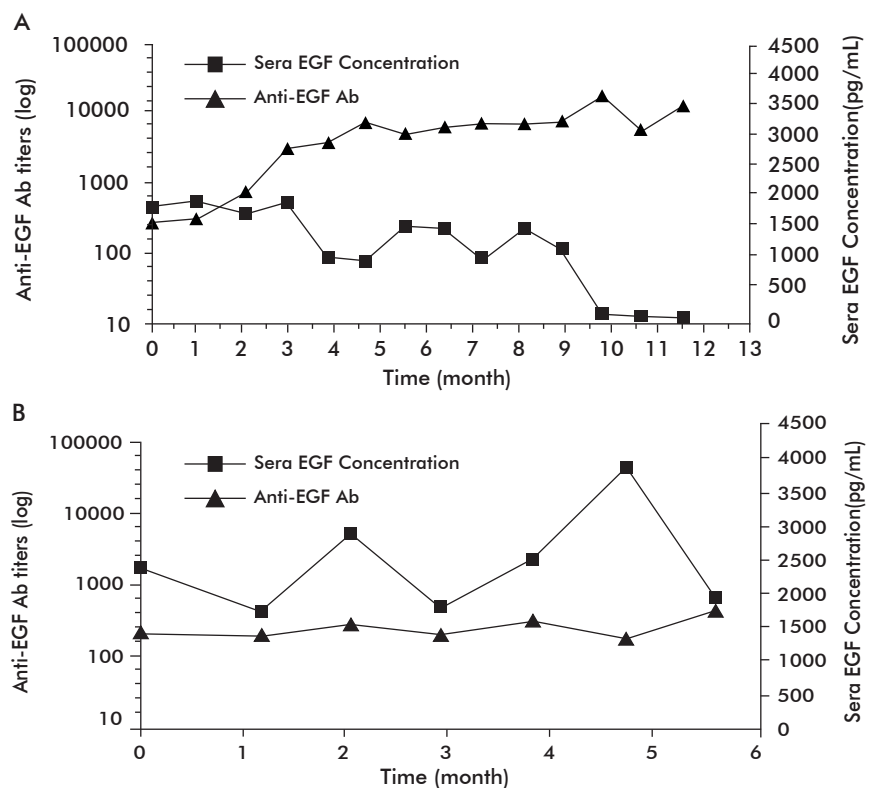 A
Anti-EGF Ab titers (log)
100000
10000
1000
100
10
Sera EGF Concentration
Anti-EGF Ab
4500
4000
3500
3000
2500
2000
1500
1000
500
0
Sera EGF Concentration(pg/mL)
0 1 2 3 4 5 6 7 8 9 10 11 12 13
Time (month)
B
Anti-EGF Ab titers (log)
100000
10000
1000
100
10
Sera EGF Concentration
Anti-EGF Ab
4500
4000
3500
3000
2500
2000
1500
1000
500
0
Sera EGF Concentration(pg/mL)
0 1 2 3 4 5 6
Time (month)